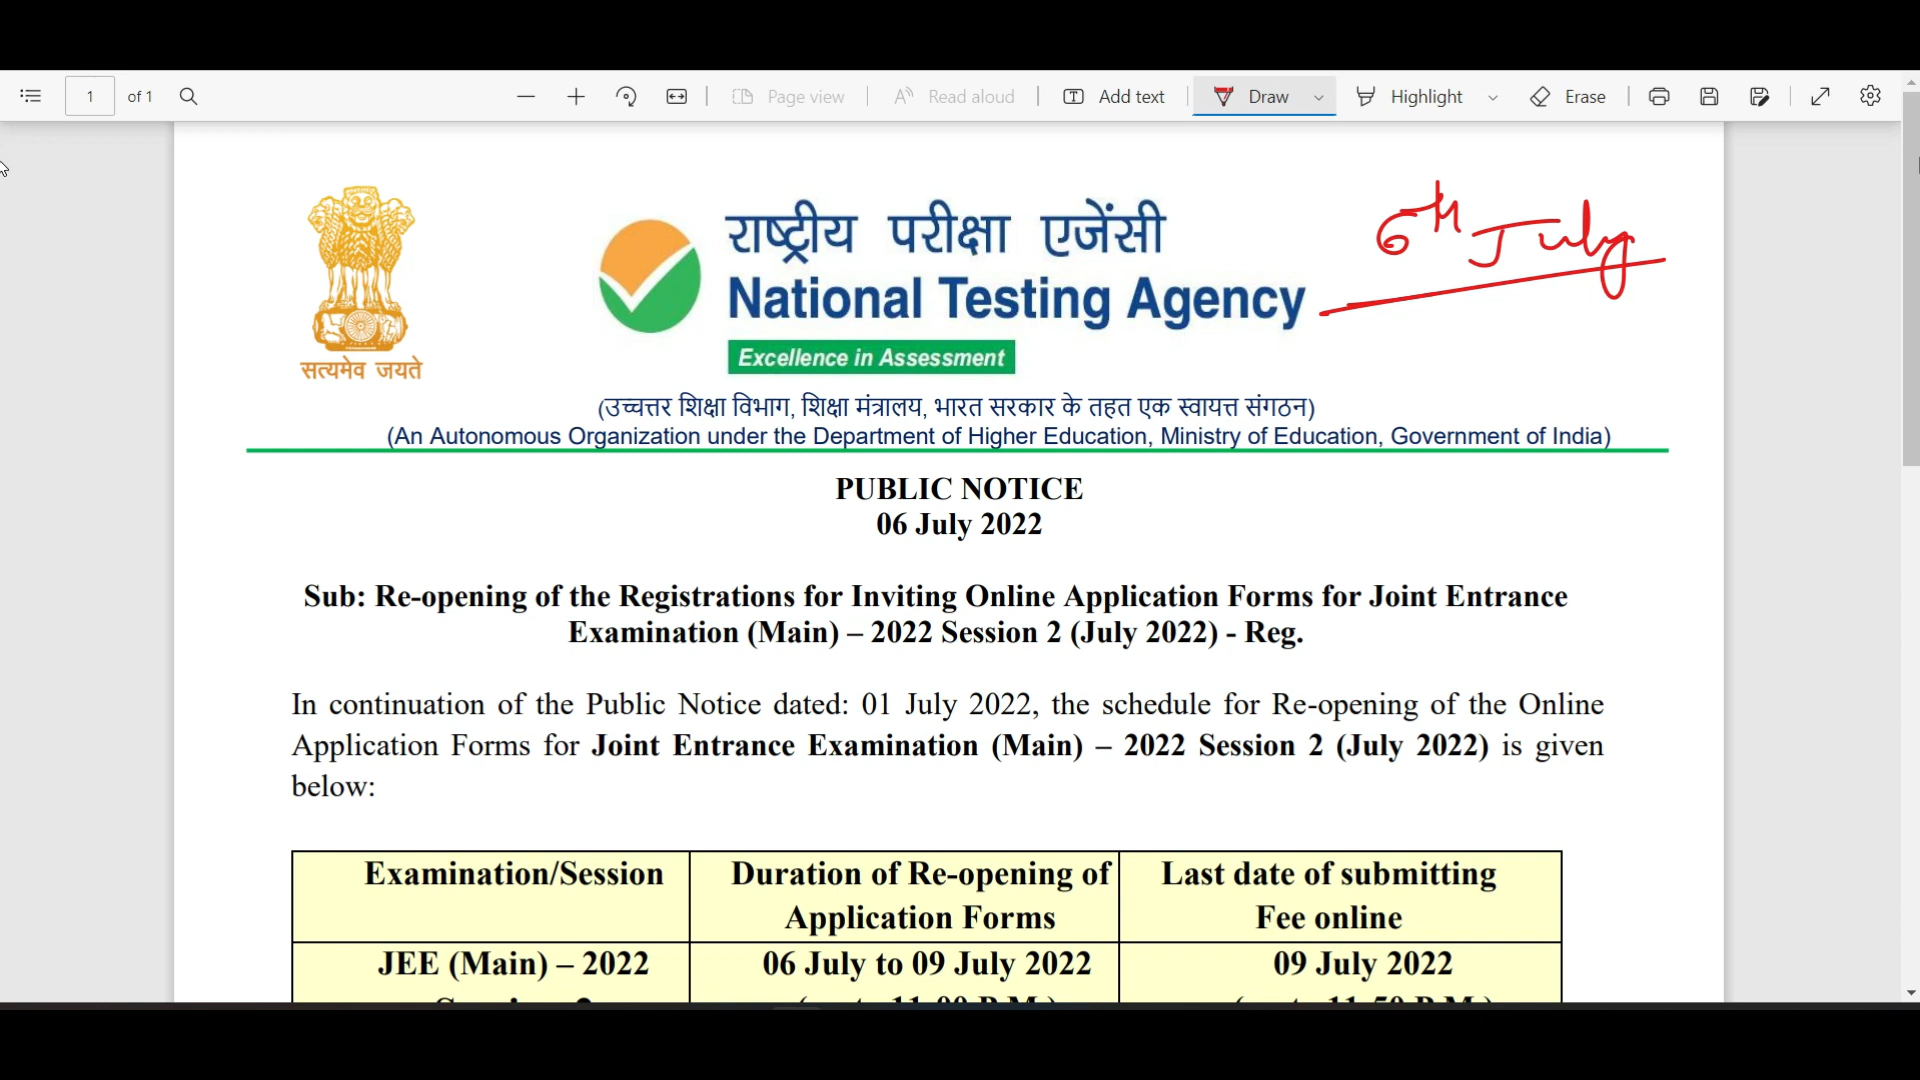 1 of 1 Page view Read aloud Add text Draw Highlight Erase
राष्ट्रीय परीक्षा एजेंसी
6th July
National Testing Agency
Excellence in Assessment
सत्यमेव जयते
(उच्चत्तर शिक्षा विभाग, शिक्षा मंत्रालय, भारत सरकार के तहत एक स्वायत्त संगठन)
(An Autonomous Organization under the Department of Higher Education, Ministry of Education, Government of India)
PUBLIC NOTICE
06 July 2022
Sub: Re-opening of the Registrations for Inviting Online Application Forms for Joint Entrance
Examination (Main) – 2022 Session 2 (July 2022) - Reg.
In continuation of the Public Notice dated: 01 July 2022, the schedule for Re-opening of the Online
Application Forms for Joint Entrance Examination (Main) – 2022 Session 2 (July 2022) is given
below:
Examination/Session Duration of Re-opening of Last date of submitting
Application Forms Fee online
JEE (Main) – 2022 06 July to 09 July 2022 09 July 2022